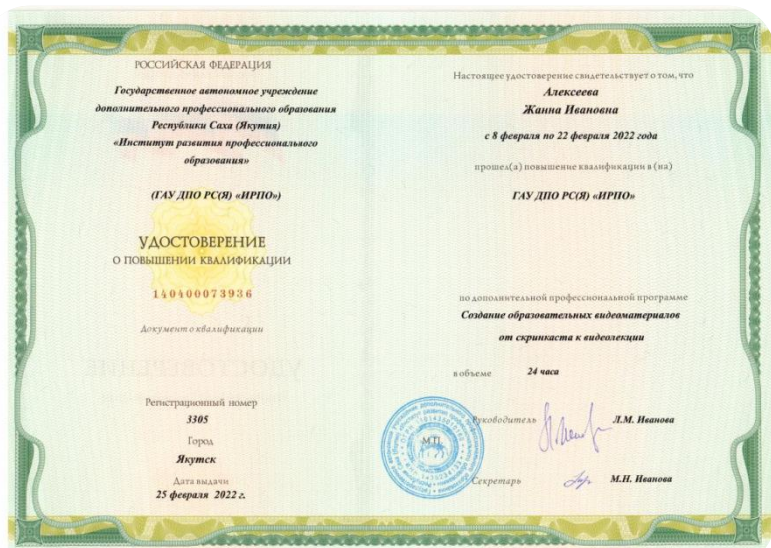 РОССИЙСКАЯ ФЕДЕРАЦИЯ
Государственное автономное учреждение
дополнительного профессионального образования
Республики Саха (Якутия)
«Институт развития профессионального
образования»
(ГАУ ДПО РС(Я) «ИРПО»)
УДОСТОВЕРЕНИЕ
О ПОВЫШЕНИИ КВАЛИФИКАЦИИ
140400073936
Документ о квалификации
Регистрационный номер
3305
Город
Якутск
Дата выдачи
25 февраля 2022 г.
Настоящее удостоверение свидетельствует о том, что
Алексеева
Жанна Ивановна
с 8 февраля по 22 февраля 2022 года
прошел(а) повышение квалификации в (на)
ГАУ ДПО РС(Я) «ИРПО»
по дополнительной профессиональной программе
Создание образовательных видеоматериалов
от скринкаста к видеолекции
в объеме 24 часа
Руководитель Л.М. Иванова
М.П.
Секретарь М.Н. Иванова